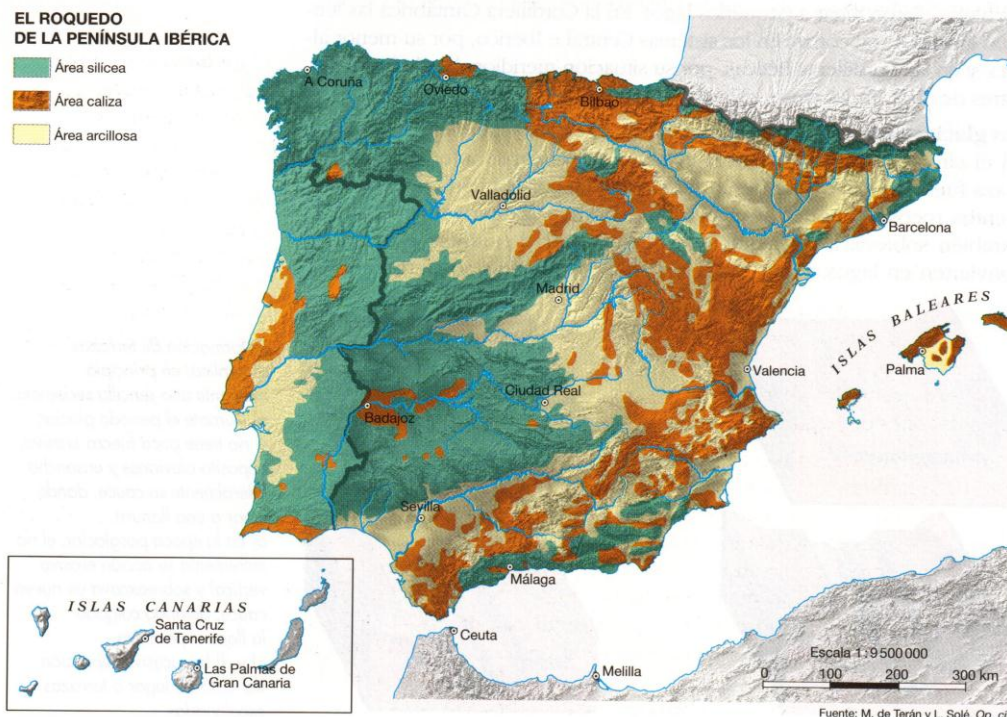 EL ROQUEDO
DE LA PENÍNSULA IBÉRICA
Área silícea
Área caliza
Área arcillosa
A Coruña
Oviedo
Bilbao
Valladolid
Barcelona
Madrid
ISLAS BALEARES
Palma
Valencia
Ciudad Real
Badajoz
Sevilla
Málaga
ISLAS CANARIAS
Santa Cruz
de Tenerife
Las Palmas de
Gran Canaria
Ceuta
Melilla
Escala 1:9 500 000
0 100 200 300 km
Fuente: M. de Terán y L. Solé. Op. ci